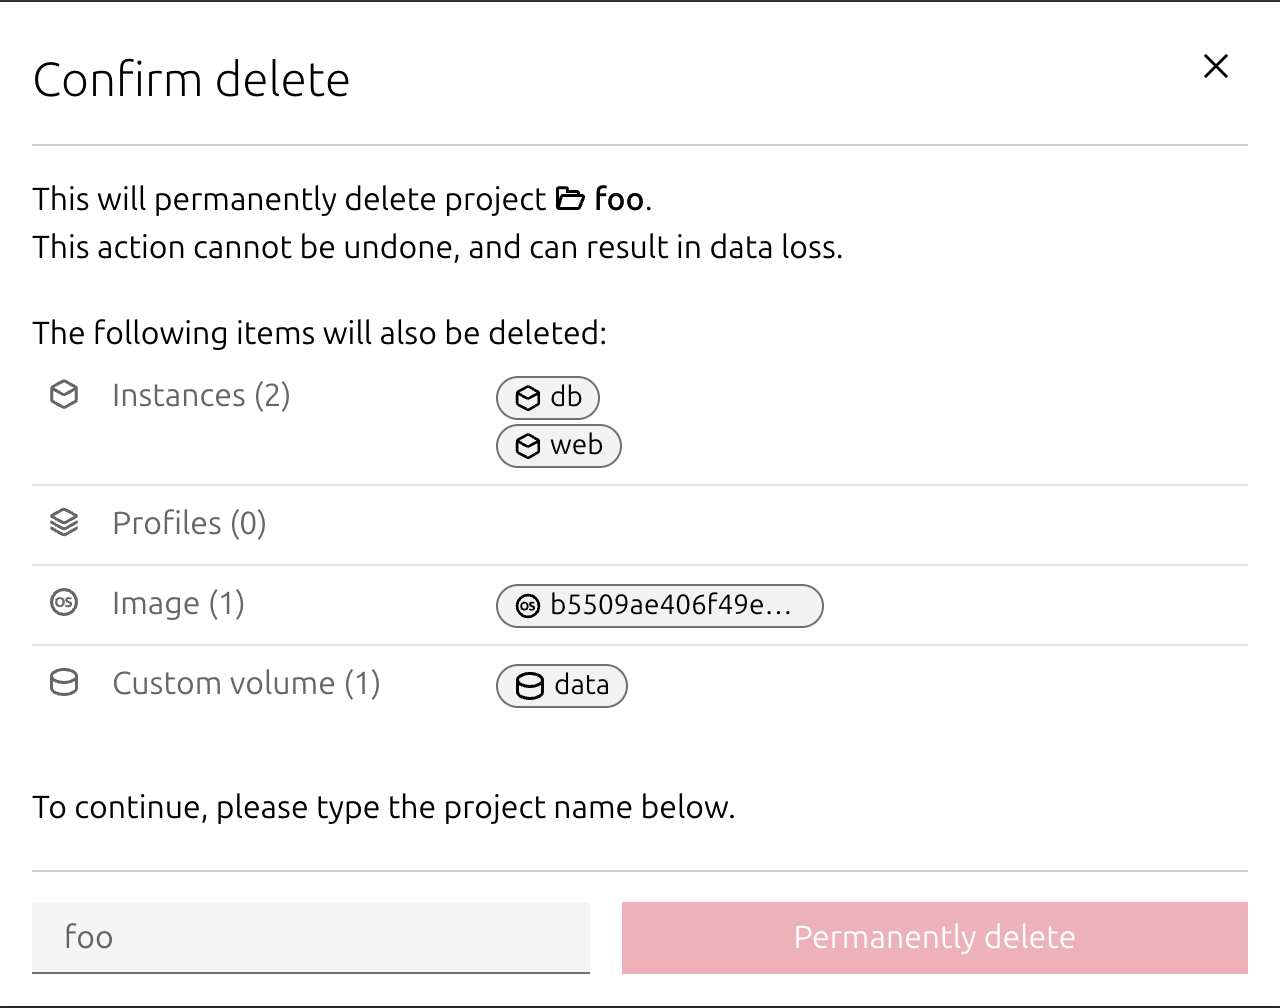 Confirm delete
This will permanently delete project foo.
This action cannot be undone, and can result in data loss.
The following items will also be deleted:
Instances (2)
db
web
Profiles (0)
OS Image (1)
OS b5509ae406f49e...
Custom volume (1)
data
To continue, please type the project name below.
foo
Permanently delete